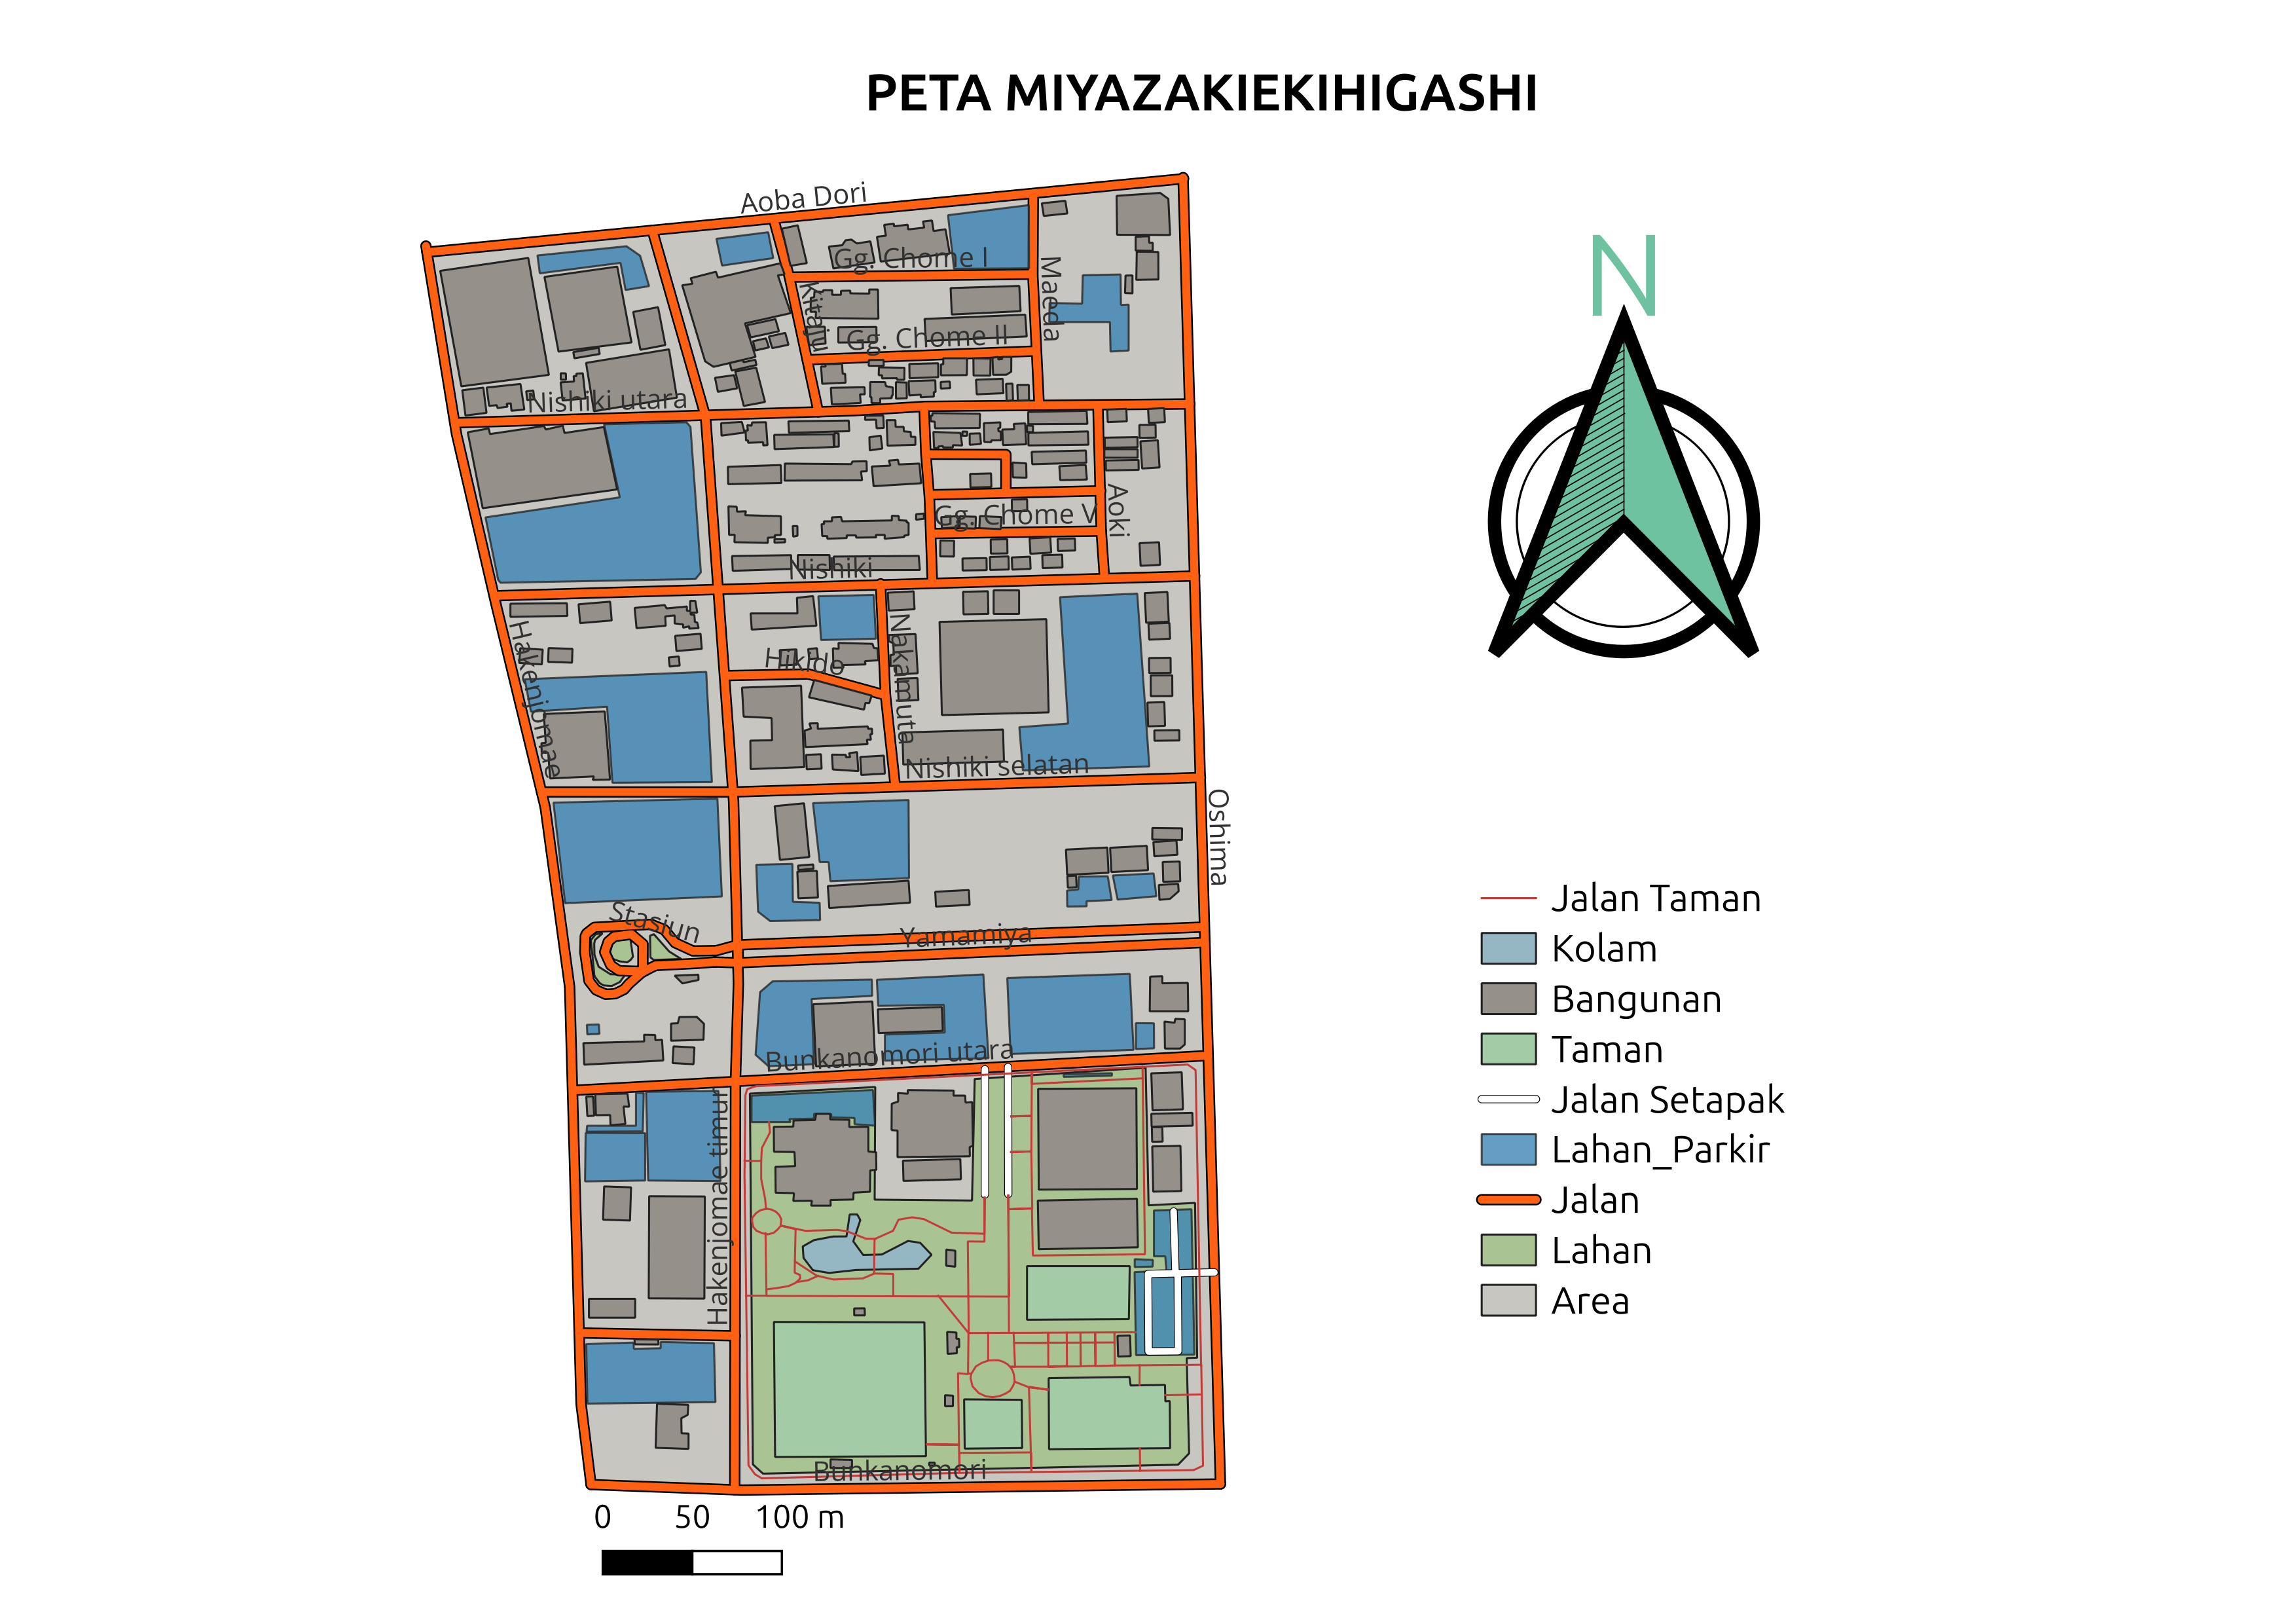 PETA MIYAZAKIEKIHIGASHI
Aoba Dori
N
Gg. Chome I
Maeda
Gg. Chome II
Nishiki utara
Aoki
Gg. Chome V
Nishiki
Hakenjomae
Nakamuta
Hikido
Nishiki selatan
Oshima
Stasiun
Yamamiya
Bunkanomori utara
Hakenjomae timur
Bunkanomori
Jalan Taman
Kolam
Bangunan
Taman
Jalan Setapak
Lahan_Parkir
Jalan
Lahan
Area
0 50 100 m